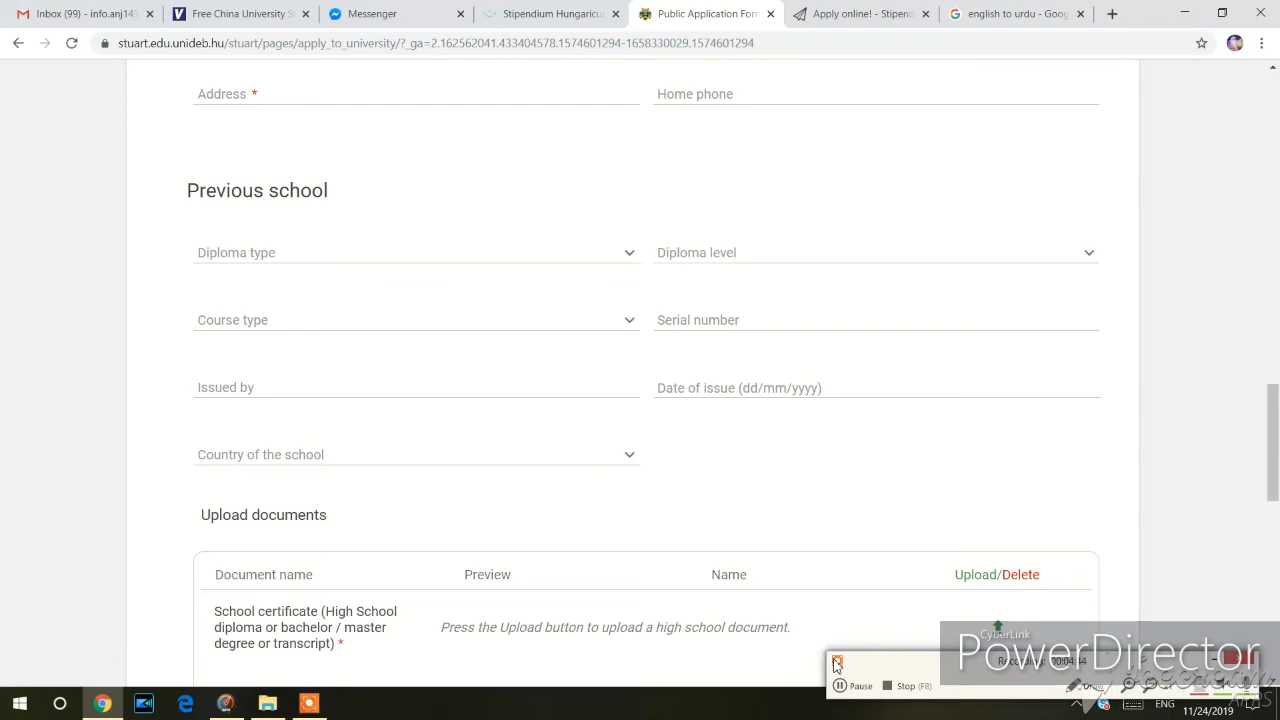 Inbox (99) - info.anj143
Free China University S
Messenger
Stipendium Hungaricu
Public Application For
Apply online! - Stipend
english to urdu - Goog
stuart.edu.unideb.hu/stuart/pages/apply_to_university/?_ga=2.162562041.433404578.1574601294-1658330029.1574601294
Address *
Home phone
Previous school
Diploma type
Diploma level
Course type
Serial number
Issued by
Date of issue (dd/mm/yyyy)
Country of the school
Upload documents
Document name
Preview
Name
Upload/Delete
School certificate (High School
diploma or bachelor / master
degree or transcript) *
Press the Upload button to upload a high school document.
CyberLink
PowerDirector
Pause
Stop (F8)
Draw
ENG
11/24/2019